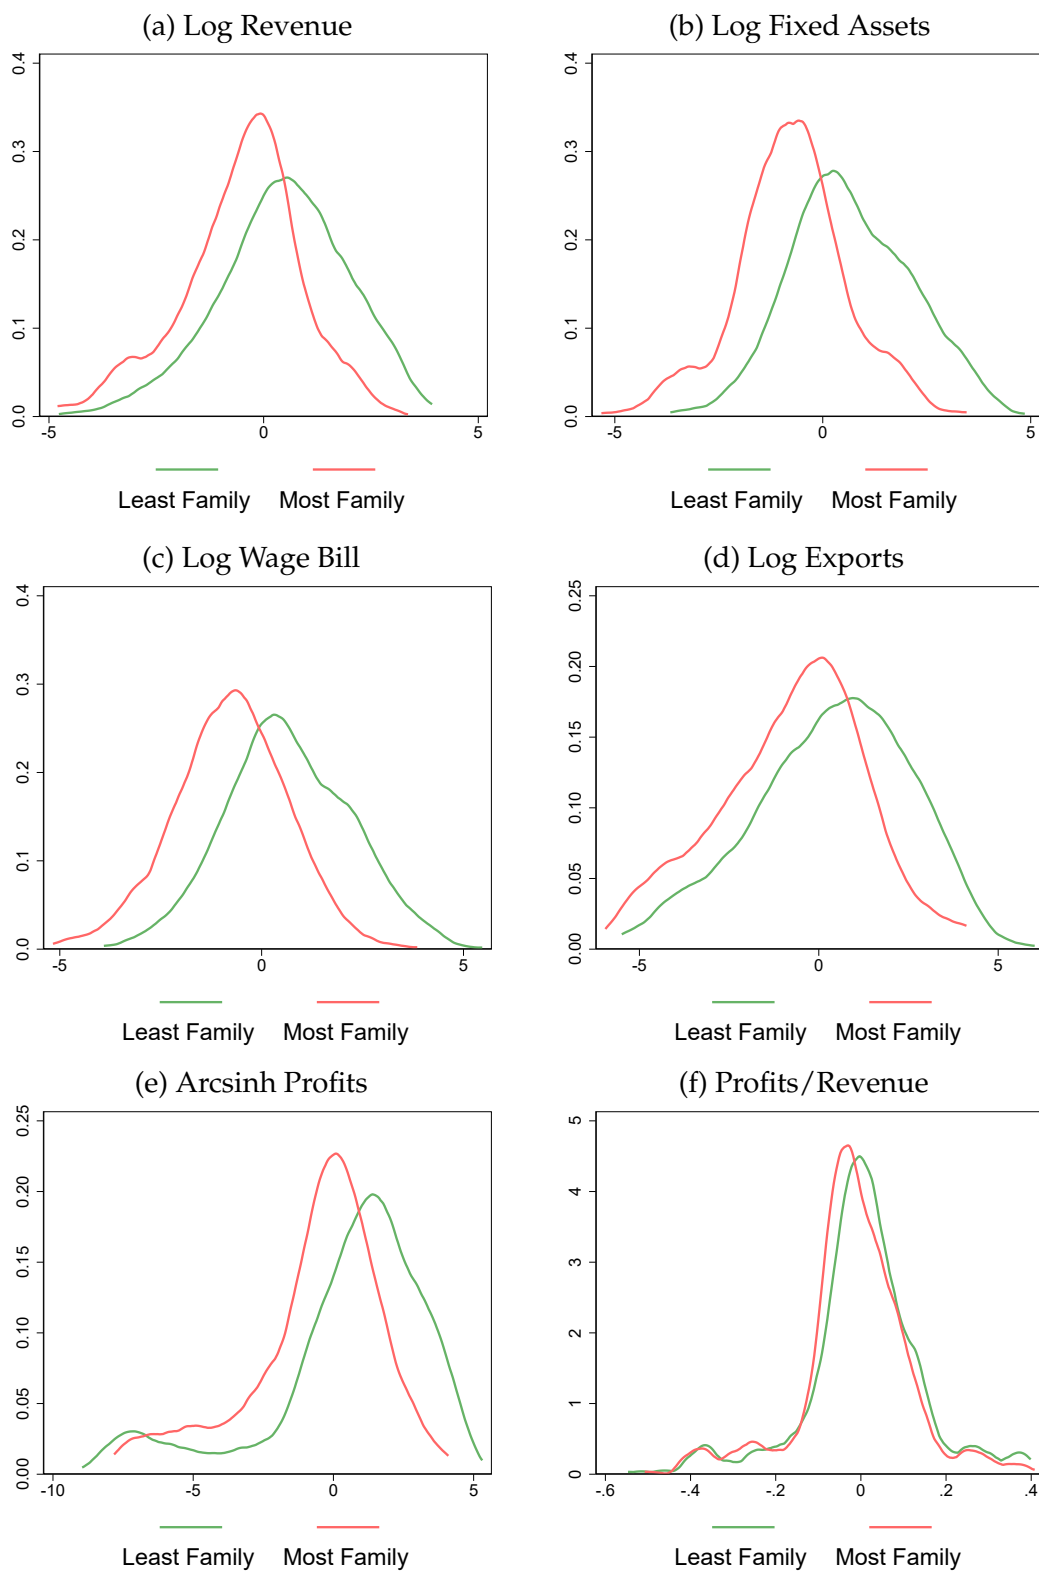 (a) Log Revenue
0.4
0.3
0.2
0.1
0.0
-5 0 5
Least Family Most Family
(b) Log Fixed Assets
0.4
0.3
0.2
0.1
0.0
-5 0 5
Least Family Most Family
(c) Log Wage Bill
0.4
0.3
0.2
0.1
0.0
-5 0 5
Least Family Most Family
(d) Log Exports
0.25
0.20
0.15
0.10
0.05
0.00
-5 0 5
Least Family Most Family
(e) Arcsinh Profits
0.25
0.20
0.15
0.10
0.05
0.00
-10 -5 0 5
Least Family Most Family
(f) Profits/Revenue
5
4
3
2
1
0
-.6 -.4 -.2 0 .2 .4
Least Family Most Family